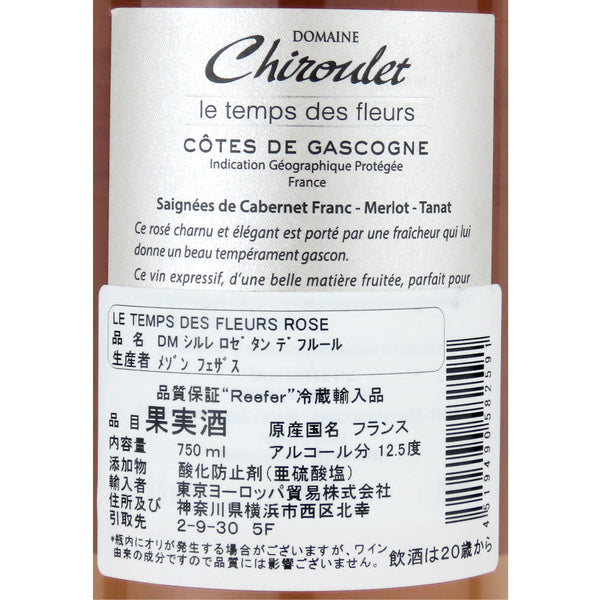 DOMAINE
Chiroulet
le temps des fleurs
CÔTES DE GASCOGNE
Indication Géographique Protégée
France
Saignées de Cabernet Franc - Merlot - Tanat
Ce rosé charnu et élégant est porté par une fraîcheur qui lui
donne un beau tempérament gascon.
Ce vin expressif, d'une belle matière fruitée, parfait pour
LE TEMPS DES FLEURS ROSE
品 名 DM ｼﾙﾚ ﾛｾﾞ ﾀﾝ ﾃﾞ ﾌﾙｰﾙ
生産者 ﾒｿﾞﾝ ﾌｪｻﾞｽ
品質保証“Reefer”冷蔵輸入品
品目 果実酒 原産国名 フランス
内容量 750 ml アルコール分 12.5度
添加物 酸化防止剤(亜硫酸塩)
輸入者 東京ヨーロッパ貿易株式会社
住所及び 神奈川県横浜市西区北幸
引取先 2-9-30 5F
*瓶内にオリが発生する場合がございますが、ワイン
由来の成分ですので品質には影響ございません。 飲酒は20歳から
4519490582591